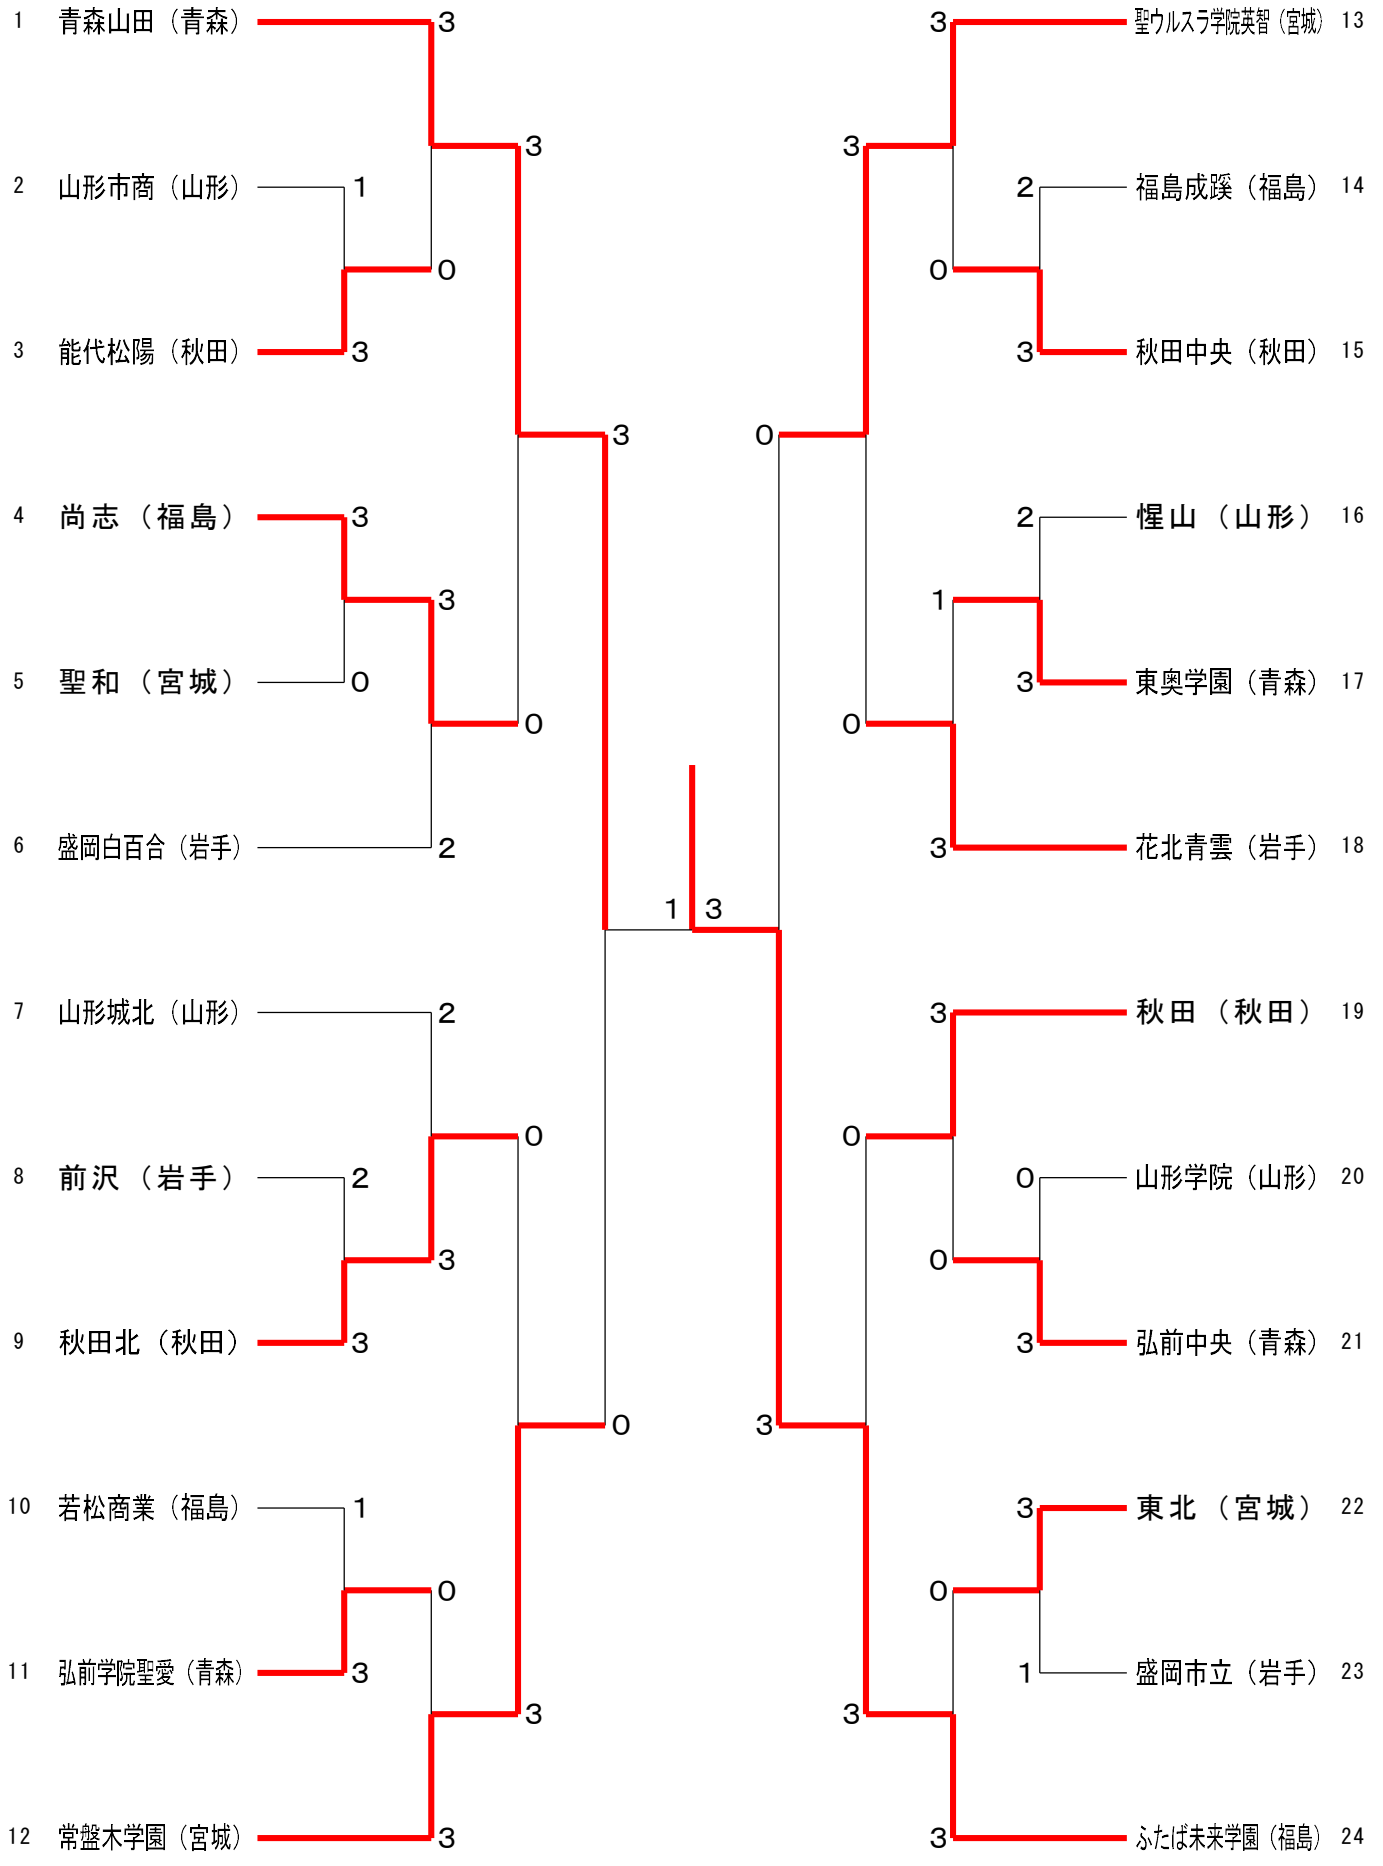 1 青森山田（青森） 3 3 聖ウルスラ学院英智（宮城） 13
3 3
2 山形市商（山形） 1 2 福島成蹊（福島） 14
0 0
3 能代松陽（秋田） 3 3 秋田中央（秋田） 15
3 0
4 尚志（福島） 3 2 惺山（山形） 16
3 1
5 聖和（宮城） 0 3 東奥学園（青森） 17
0 0
6 盛岡白百合（岩手） 2 3 花北青雲（岩手） 18
1 3
7 山形城北（山形） 2 3 秋田（秋田） 19
0 0
8 前沢（岩手） 2 0 山形学院（山形） 20
3 0
9 秋田北（秋田） 3 3 弘前中央（青森） 21
0 3
10 若松商業（福島） 1 3 東北（宮城） 22
0 0
11 弘前学院聖愛（青森） 3 1 盛岡市立（岩手） 23
3 3
12 常盤木学園（宮城） 3 3 ふたば未来学園（福島） 24